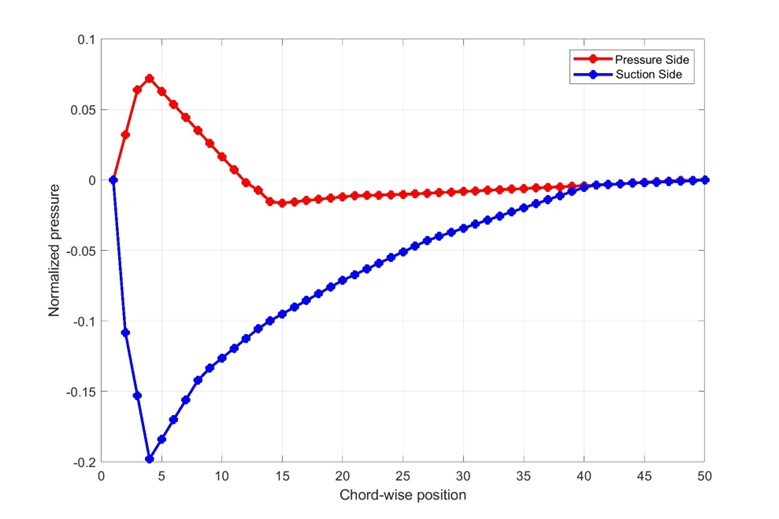 0.1
0.05
0
-0.05
-0.1
-0.15
-0.2
Normalized pressure
Pressure Side
Suction Side
0 5 10 15 20 25 30 35 40 45 50
Chord-wise position